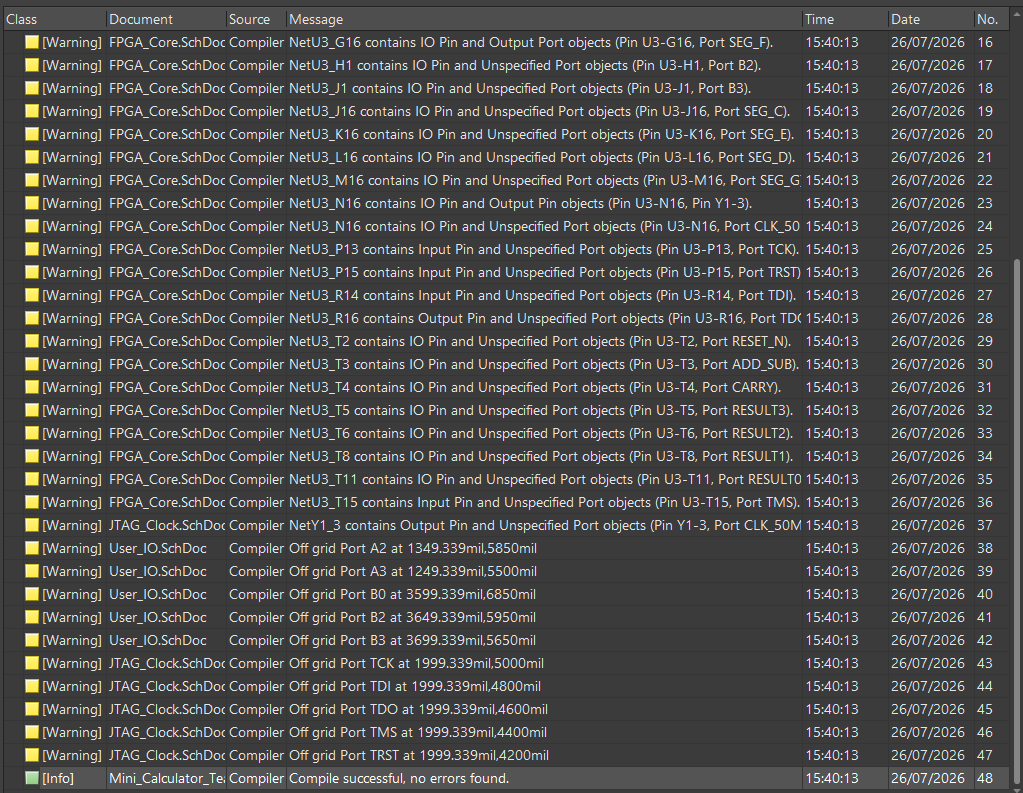 Class Document Source Message Time Date No.
[Warning] FPGA_Core.SchDoc Compiler NetU3_G16 contains IO Pin and Output Port objects (Pin U3-G16, Port SEG_F). 15:40:13 26/07/2026 16
[Warning] FPGA_Core.SchDoc Compiler NetU3_H1 contains IO Pin and Unspecified Port objects (Pin U3-H1, Port B2). 15:40:13 26/07/2026 17
[Warning] FPGA_Core.SchDoc Compiler NetU3_J1 contains IO Pin and Unspecified Port objects (Pin U3-J1, Port B3). 15:40:13 26/07/2026 18
[Warning] FPGA_Core.SchDoc Compiler NetU3_J16 contains IO Pin and Unspecified Port objects (Pin U3-J16, Port SEG_C). 15:40:13 26/07/2026 19
[Warning] FPGA_Core.SchDoc Compiler NetU3_K16 contains IO Pin and Unspecified Port objects (Pin U3-K16, Port SEG_E). 15:40:13 26/07/2026 20
[Warning] FPGA_Core.SchDoc Compiler NetU3_L16 contains IO Pin and Unspecified Port objects (Pin U3-L16, Port SEG_D). 15:40:13 26/07/2026 21
[Warning] FPGA_Core.SchDoc Compiler NetU3_M16 contains IO Pin and Unspecified Port objects (Pin U3-M16, Port SEG_G 15:40:13 26/07/2026 22
[Warning] FPGA_Core.SchDoc Compiler NetU3_N16 contains IO Pin and Output Pin objects (Pin U3-N16, Pin Y1-3). 15:40:13 26/07/2026 23
[Warning] FPGA_Core.SchDoc Compiler NetU3_N16 contains IO Pin and Unspecified Port objects (Pin U3-N16, Port CLK_50 15:40:13 26/07/2026 24
[Warning] FPGA_Core.SchDoc Compiler NetU3_P13 contains Input Pin and Unspecified Port objects (Pin U3-P13, Port TCK). 15:40:13 26/07/2026 25
[Warning] FPGA_Core.SchDoc Compiler NetU3_P15 contains Input Pin and Unspecified Port objects (Pin U3-P15, Port TRST) 15:40:13 26/07/2026 26
[Warning] FPGA_Core.SchDoc Compiler NetU3_R14 contains Input Pin and Unspecified Port objects (Pin U3-R14, Port TDI). 15:40:13 26/07/2026 27
[Warning] FPGA_Core.SchDoc Compiler NetU3_R16 contains Output Pin and Unspecified Port objects (Pin U3-R16, Port TDO 15:40:13 26/07/2026 28
[Warning] FPGA_Core.SchDoc Compiler NetU3_T2 contains IO Pin and Unspecified Port objects (Pin U3-T2, Port RESET_N). 15:40:13 26/07/2026 29
[Warning] FPGA_Core.SchDoc Compiler NetU3_T3 contains IO Pin and Unspecified Port objects (Pin U3-T3, Port ADD_SUB). 15:40:13 26/07/2026 30
[Warning] FPGA_Core.SchDoc Compiler NetU3_T4 contains IO Pin and Unspecified Port objects (Pin U3-T4, Port CARRY). 15:40:13 26/07/2026 31
[Warning] FPGA_Core.SchDoc Compiler NetU3_T5 contains IO Pin and Unspecified Port objects (Pin U3-T5, Port RESULT3). 15:40:13 26/07/2026 32
[Warning] FPGA_Core.SchDoc Compiler NetU3_T6 contains IO Pin and Unspecified Port objects (Pin U3-T6, Port RESULT2). 15:40:13 26/07/2026 33
[Warning] FPGA_Core.SchDoc Compiler NetU3_T8 contains IO Pin and Unspecified Port objects (Pin U3-T8, Port RESULT1). 15:40:13 26/07/2026 34
[Warning] FPGA_Core.SchDoc Compiler NetU3_T11 contains IO Pin and Unspecified Port objects (Pin U3-T11, Port RESULT0 15:40:13 26/07/2026 35
[Warning] FPGA_Core.SchDoc Compiler NetU3_T15 contains Input Pin and Unspecified Port objects (Pin U3-T15, Port TMS). 15:40:13 26/07/2026 36
[Warning] JTAG_Clock.SchDoc Compiler NetY1_3 contains Output Pin and Unspecified Port objects (Pin Y1-3, Port CLK_50M 15:40:13 26/07/2026 37
[Warning] User_IO.SchDoc Compiler Off grid Port A2 at 1349.339mil,5850mil 15:40:13 26/07/2026 38
[Warning] User_IO.SchDoc Compiler Off grid Port A3 at 1249.339mil,5500mil 15:40:13 26/07/2026 39
[Warning] User_IO.SchDoc Compiler Off grid Port B0 at 3599.339mil,6850mil 15:40:13 26/07/2026 40
[Warning] User_IO.SchDoc Compiler Off grid Port B2 at 3649.339mil,5950mil 15:40:13 26/07/2026 41
[Warning] User_IO.SchDoc Compiler Off grid Port B3 at 3699.339mil,5650mil 15:40:13 26/07/2026 42
[Warning] JTAG_Clock.SchDoc Compiler Off grid Port TCK at 1999.339mil,5000mil 15:40:13 26/07/2026 43
[Warning] JTAG_Clock.SchDoc Compiler Off grid Port TDI at 1999.339mil,4800mil 15:40:13 26/07/2026 44
[Warning] JTAG_Clock.SchDoc Compiler Off grid Port TDO at 1999.339mil,4600mil 15:40:13 26/07/2026 45
[Warning] JTAG_Clock.SchDoc Compiler Off grid Port TMS at 1999.339mil,4400mil 15:40:13 26/07/2026 46
[Warning] JTAG_Clock.SchDoc Compiler Off grid Port TRST at 1999.339mil,4200mil 15:40:13 26/07/2026 47
[Info] Mini_Calculator_Tea Compiler Compile successful, no errors found. 15:40:13 26/07/2026 48